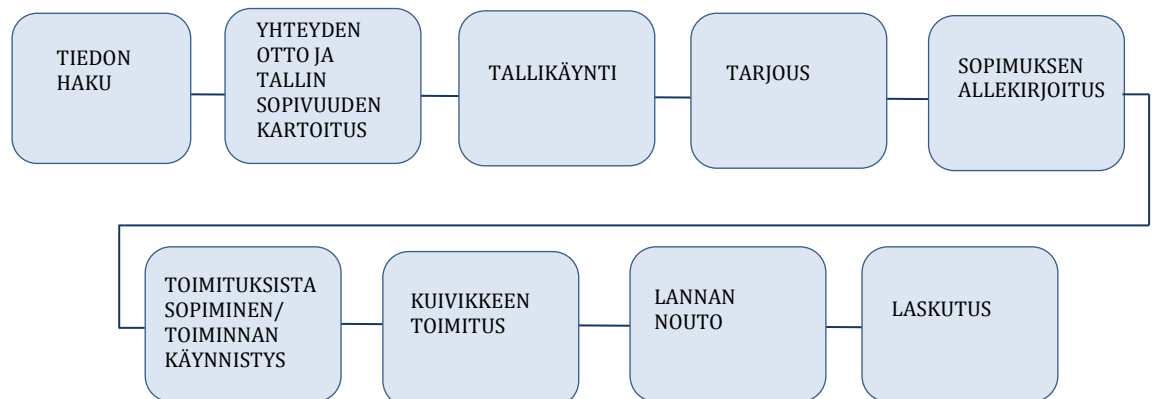 TIEDON
HAKU
YHTEYDEN
OTTO JA
TALLIN
SOPIVUUDEN
KARTOITUS
TALLIKÄYNTI
TARJOUS
SOPIMUKSEN
ALLEKIRJOITUS
TOIMITUKSISTA
SOPIMINEN/
TOIMINNAN
KÄYNNISTYS
KUIVIKKEEN
TOIMITUS
LANNAN
NOUTO
LASKUTUS